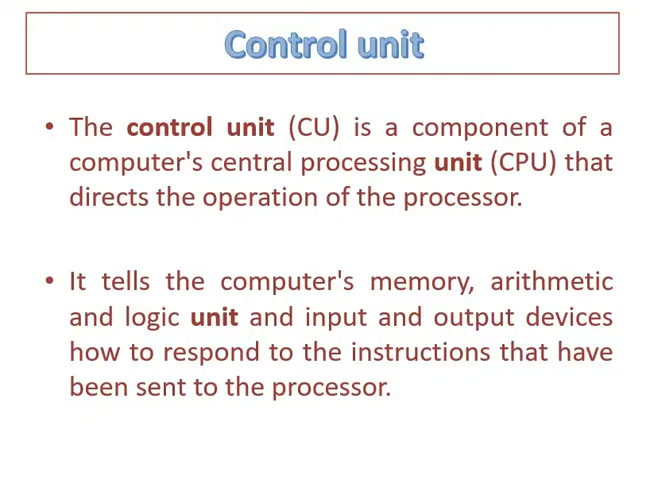 Control unit
• The control unit (CU) is a component of a
computer's central processing unit (CPU) that
directs the operation of the processor.
• It tells the computer's memory, arithmetic
and logic unit and input and output devices
how to respond to the instructions that have
been sent to the processor.